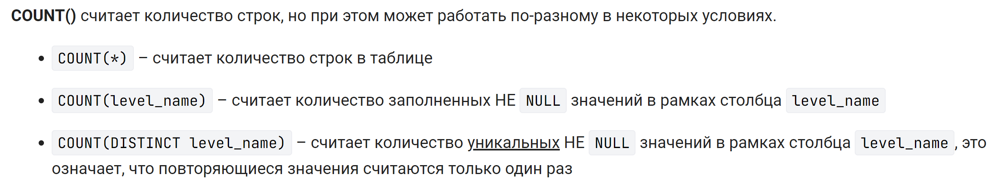 COUNT() считает количество строк, но при этом может работать по-разному в некоторых условиях.
• COUNT(*) – считает количество строк в таблице
• COUNT(level_name) – считает количество заполненных НЕ NULL значений в рамках столбца level_name
• COUNT(DISTINCT level_name) – считает количество уникальных НЕ NULL значений в рамках столбца level_name, это
означает, что повторяющиеся значения считаются только один раз